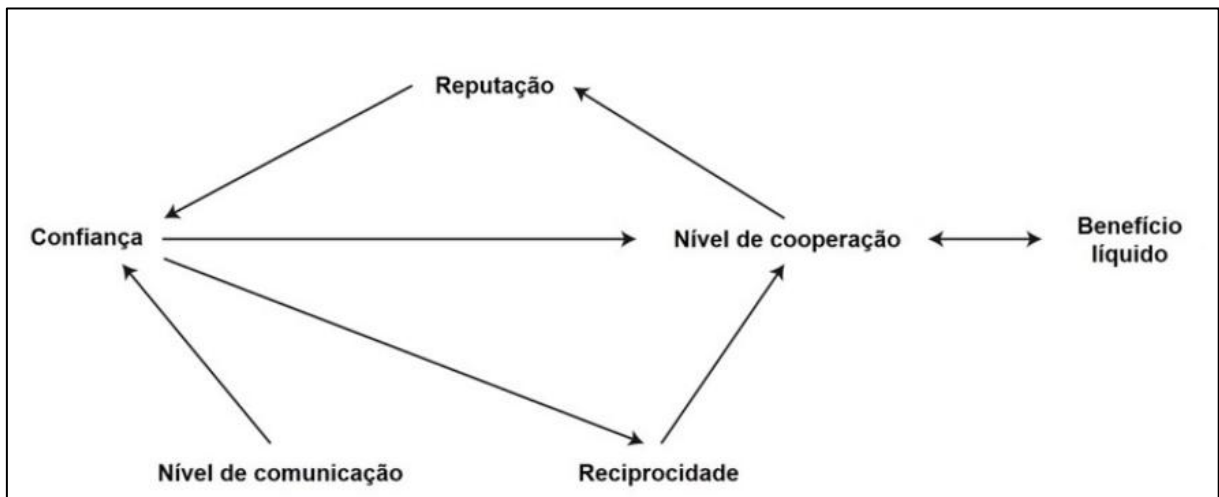 Reputação
Confiança
Nível de cooperação
Benefício
líquido
Nível de comunicação
Reciprocidade